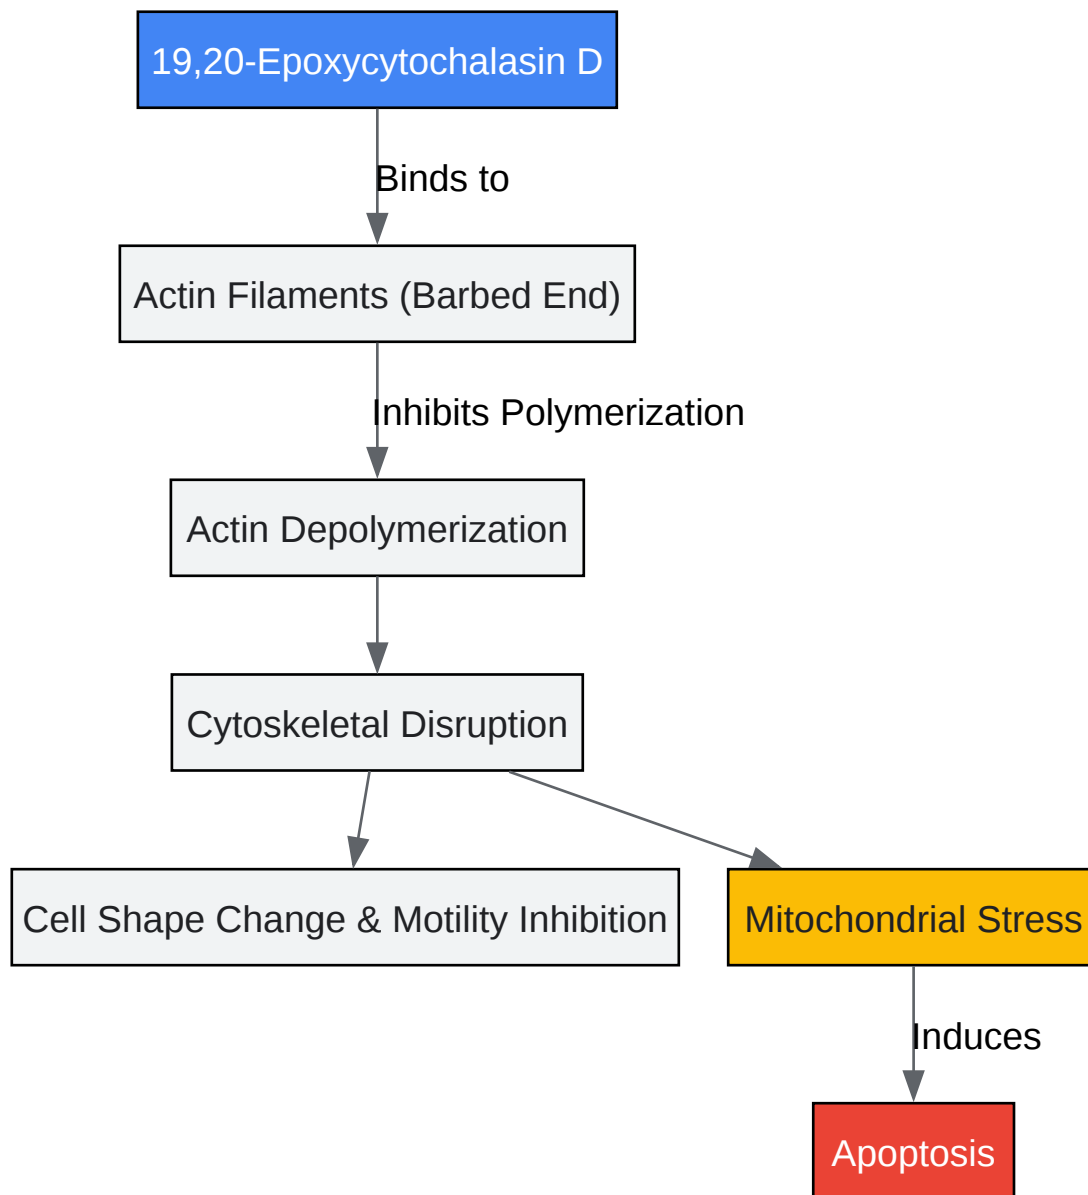 19,20-Epoxycytochalasin D
Binds to
Actin Filaments (Barbed End)
Inhibits Polymerization
Actin Depolymerization
Cytoskeletal Disruption
Cell Shape Change & Motility Inhibition
Mitochondrial Stress
Induces
Apoptosis